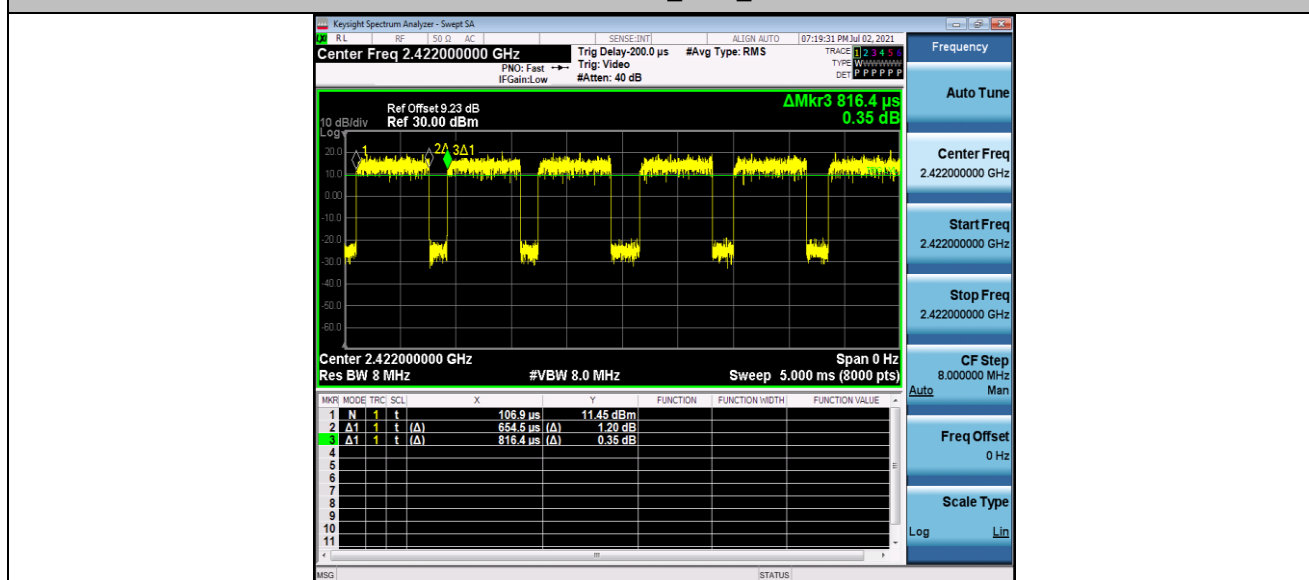 Keysight Spectrum Analyzer - Swept SA
RL RF 50 Ω AC SENSE:INT ALIGN AUTO 07:19:31 PM Jul 02, 2021
Center Freq 2.422000000 GHz
PNO: Fast
IFGain:Low
Trig Delay-200.0 µs
Trig: Video
#Atten: 40 dB
#Avg Type: RMS
TRACE 1 2 3 4 5 6
TYPE WWWWWW
DET P P P P P P
Ref Offset 9.23 dB
10 dB/div Ref 30.00 dBm
ΔMkr3 816.4 µs
0.35 dB
Log
20.0
10.0
0.00
-10.0
-20.0
-30.0
-40.0
-50.0
-60.0
1
2Δ
3Δ1
Center 2.422000000 GHz Span 0 Hz
Res BW 8 MHz #VBW 8.0 MHz Sweep 5.000 ms (8000 pts)
MKR MODE TRC SCL X Y FUNCTION FUNCTION WIDTH FUNCTION VALUE
1 N 1 t 106.9 µs 11.45 dBm
2 Δ1 1 t (Δ) 654.5 µs (Δ) 1.20 dB
3 Δ1 1 t (Δ) 816.4 µs (Δ) 0.35 dB
4
5
6
7
8
9
10
11
MSG STATUS
Frequency
Auto Tune
Center Freq
2.422000000 GHz
Start Freq
2.422000000 GHz
Stop Freq
2.422000000 GHz
CF Step
8.000000 MHz
Auto Man
Freq Offset
0 Hz
Scale Type
Log Lin